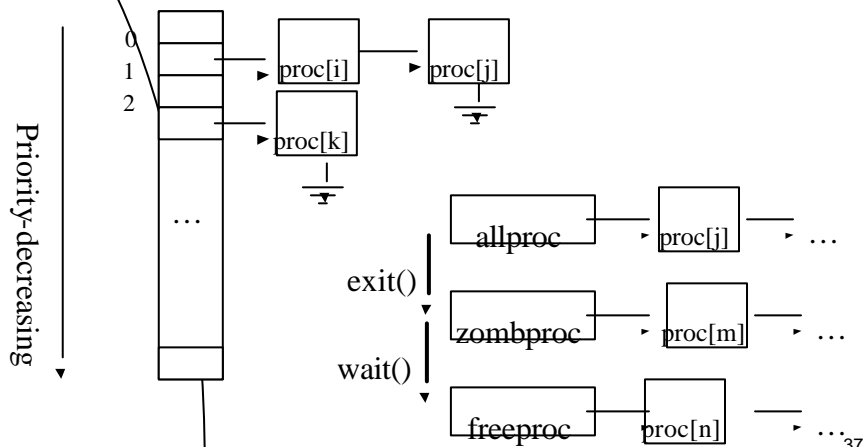 0
1
2
proc[i]
proc[j]
proc[k]
Priority-decreasing
...
allproc
proc[j]
...
exit()
zombproc
proc[m]
...
wait()
freeproc
proc[n]
...
37